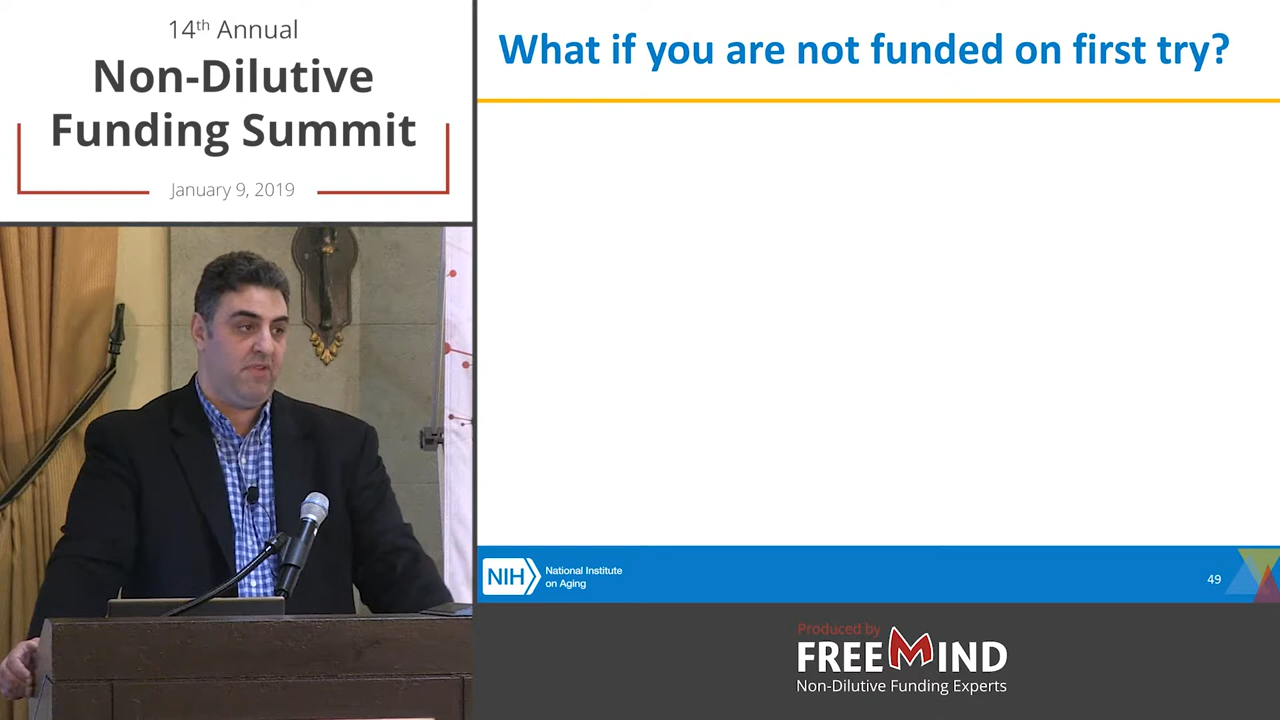 14th Annual
Non-Dilutive
Funding Summit
January 9, 2019
What if you are not funded on first try?
NIH
National Institute
on Aging
49
Produced by
FREEMIND
Non-Dilutive Funding Experts